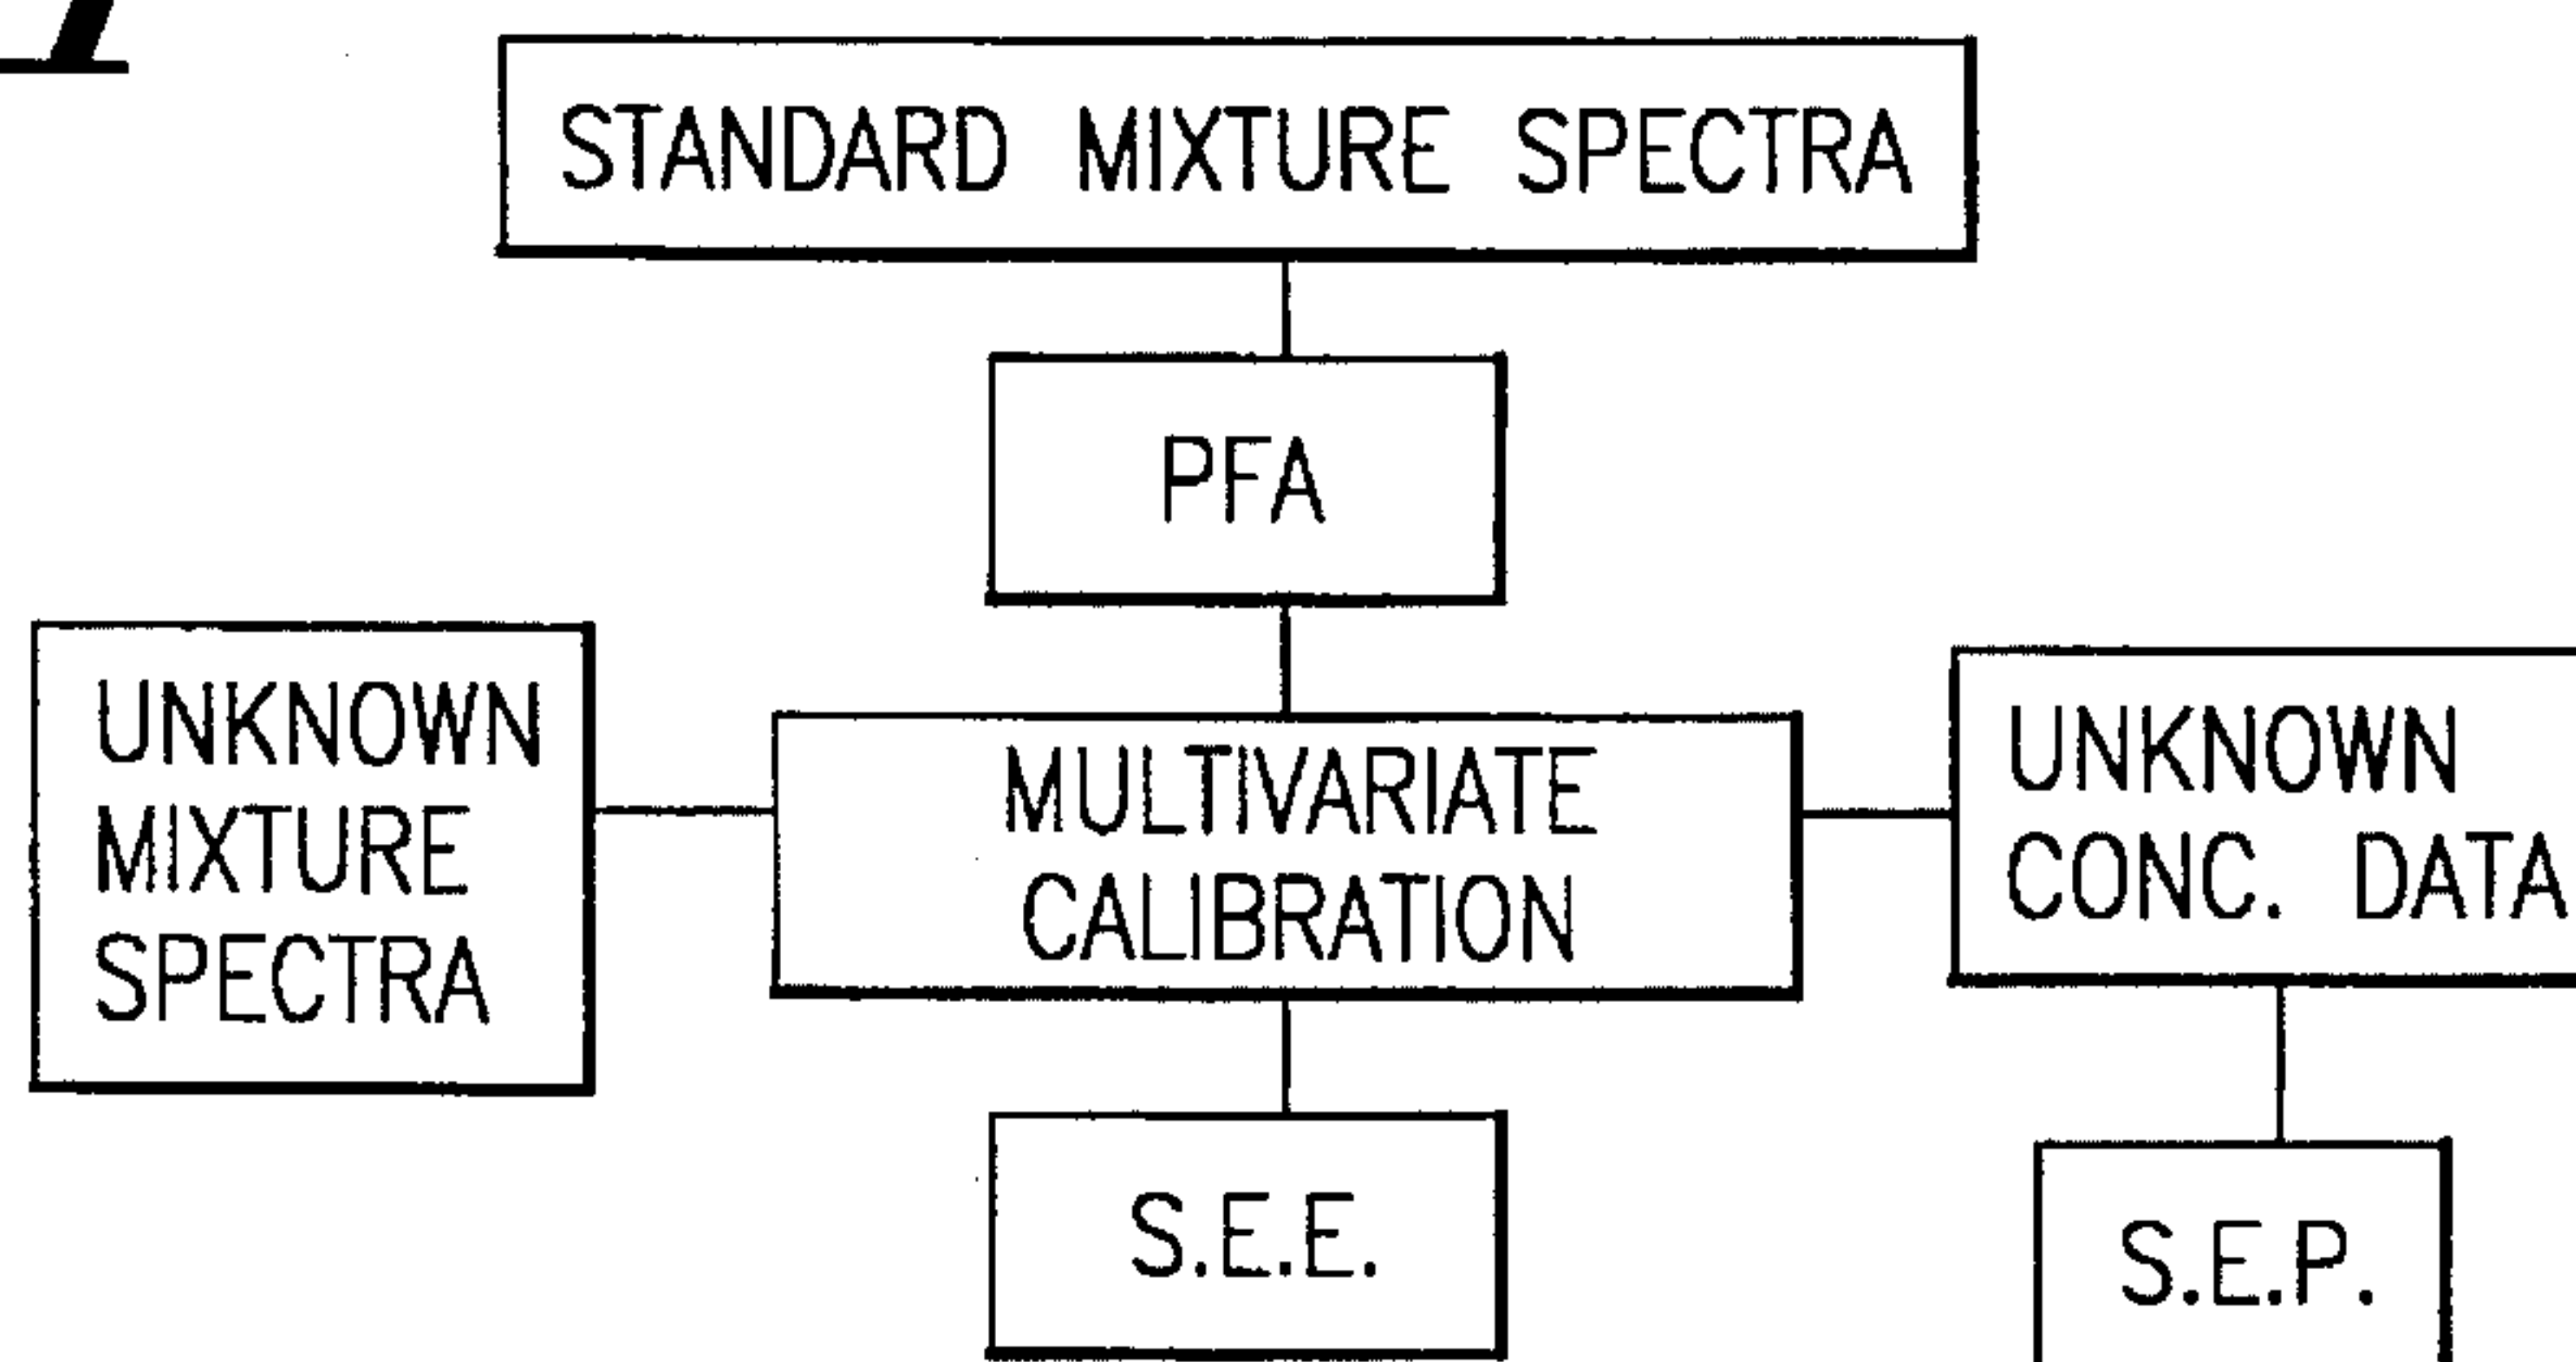 STANDARD MIXTURE SPECTRA
PFA
UNKNOWN
MIXTURE
SPECTRA
MULTIVARIATE
CALIBRATION
UNKNOWN
CONC. DATA
S.E.E.
S.E.P.